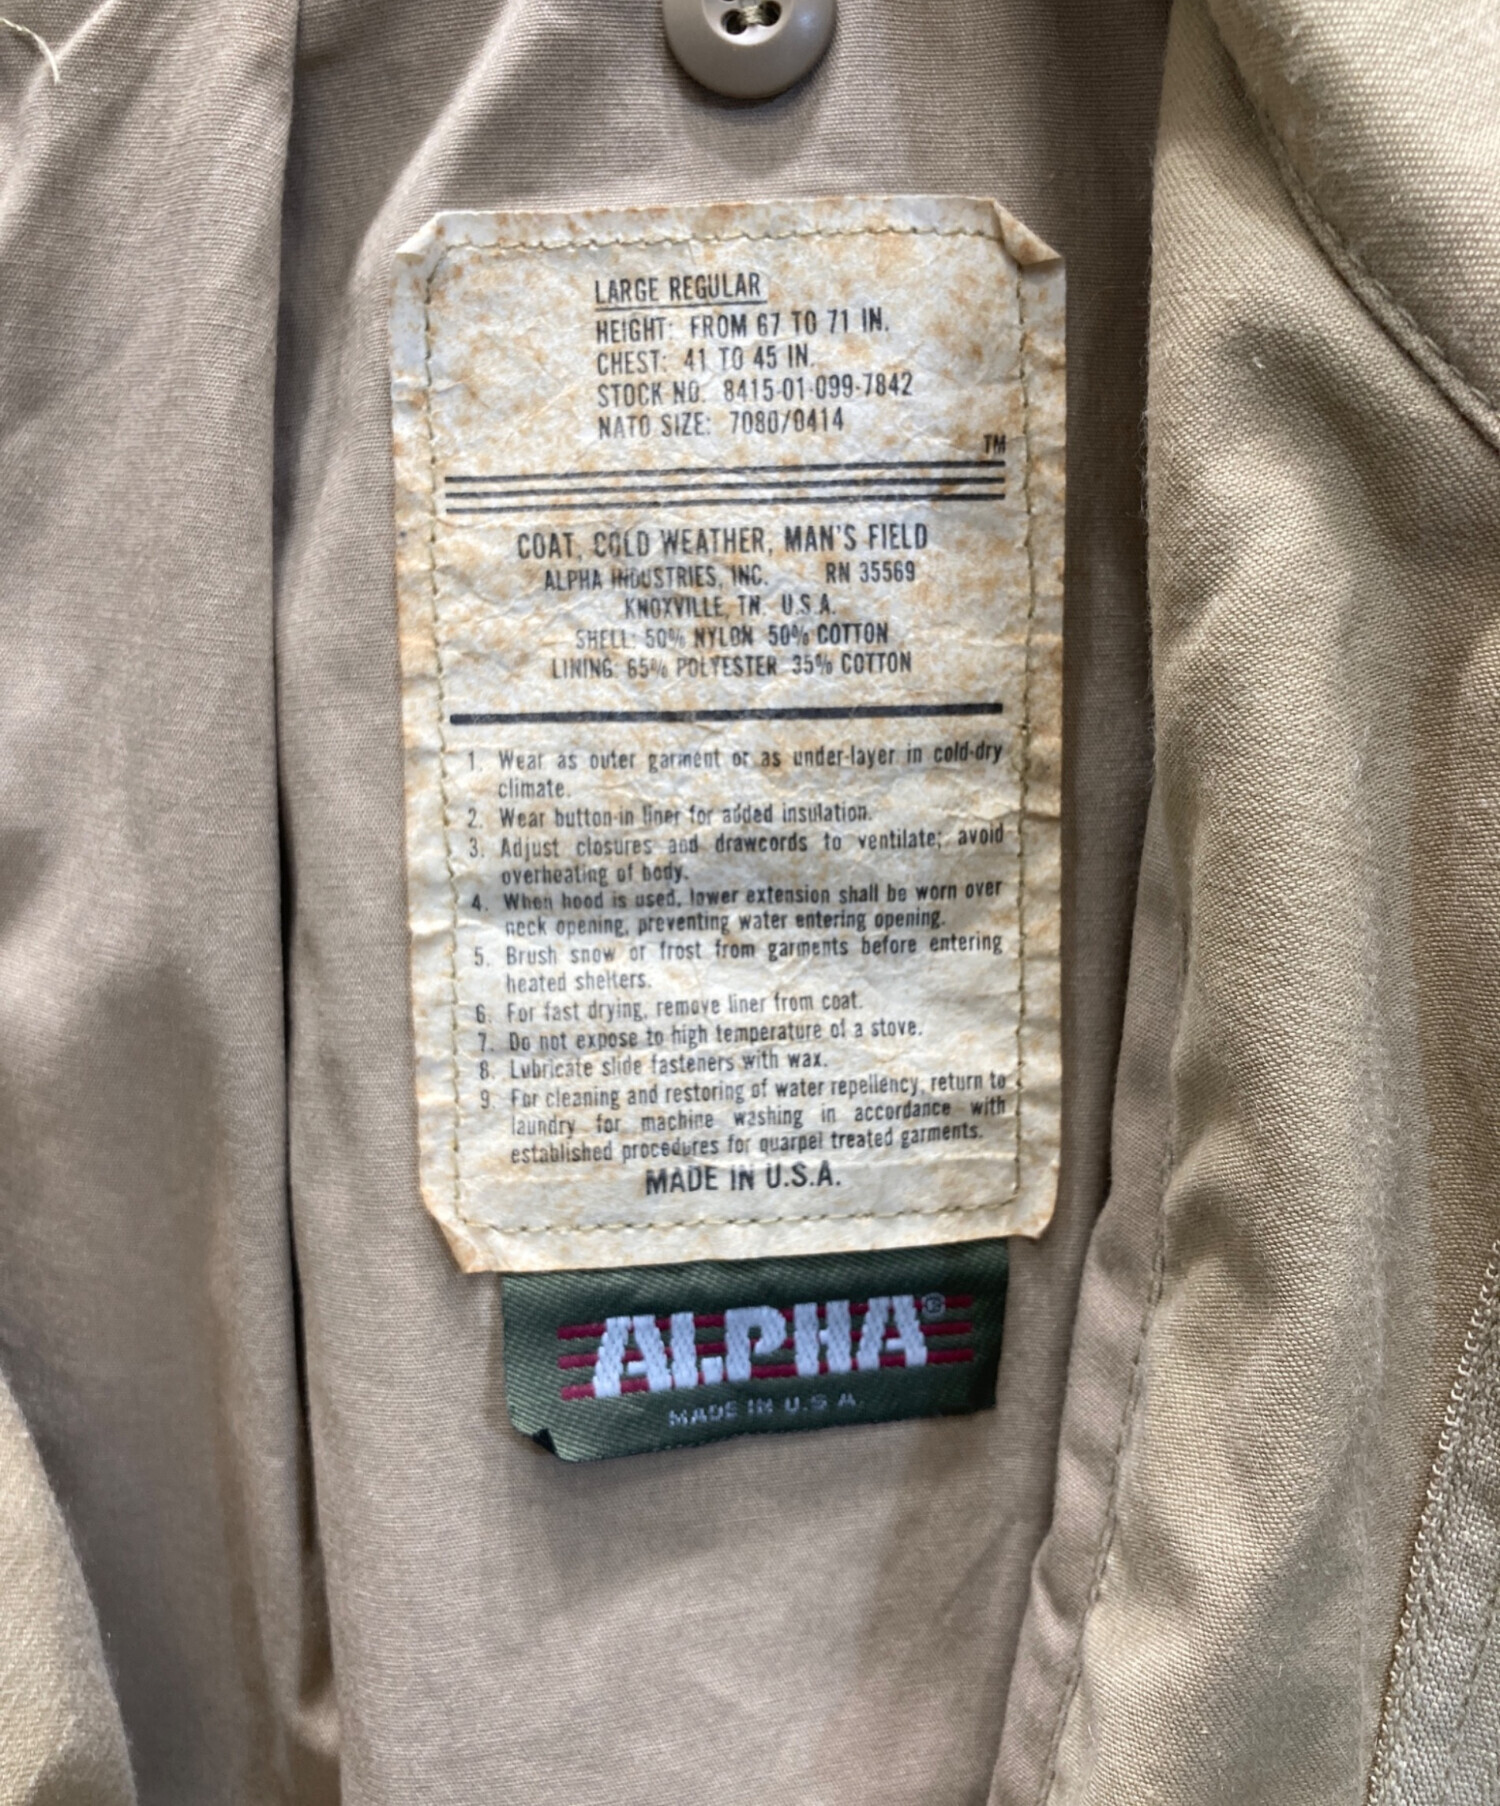 LARGE REGULAR
HEIGHT: FROM 67 TO 71 IN.
CHEST: 41 TO 45 IN.
STOCK NO. 8415-01-099-7842
NATO SIZE: 7080/0414
TM
COAT, COLD WEATHER, MAN'S FIELD
ALPHA INDUSTRIES, INC. RN 35569
KNOXVILLE, TN. U.S.A.
SHELL: 50% NYLON 50% COTTON
LINING: 65% POLYESTER 35% COTTON
1. Wear as outer garment or as under-layer in cold-dry
climate.
2. Wear button-in liner for added insulation.
3. Adjust closures and drawcords to ventilate; avoid
overheating of body.
4. When hood is used, lower extension shall be worn over
neck opening, preventing water entering opening.
5. Brush snow or frost from garments before entering
heated shelters.
6. For fast drying, remove liner from coat.
7. Do not expose to high temperature of a stove.
8. Lubricate slide fasteners with wax.
9. For cleaning and restoring of water repellency, return to
laundry for machine washing in accordance with
established procedures for quarpel treated garments.
MADE IN U.S.A.
ALPHA®
MADE IN U.S.A.